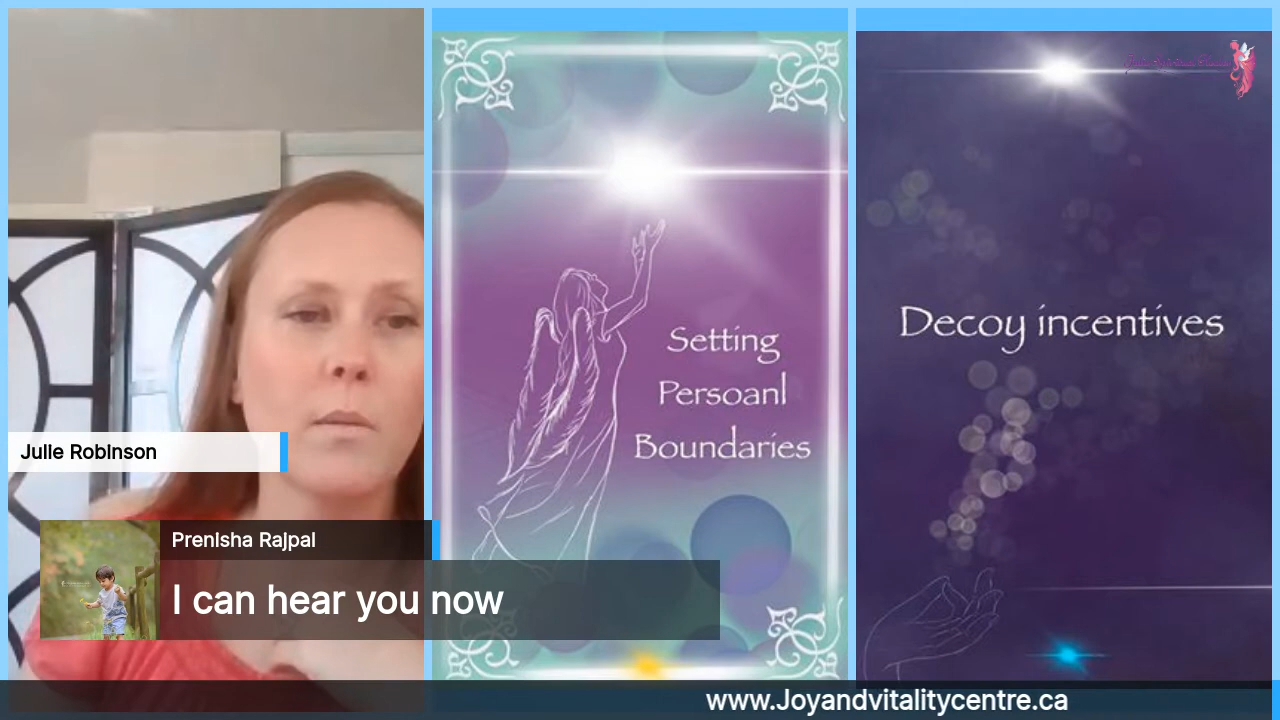 Julie Robinson
Prenisha Rajpal
I can hear you now
Setting
Persoanl
Boundaries
Decoy incentives
www.Joyandvitalitycentre.ca